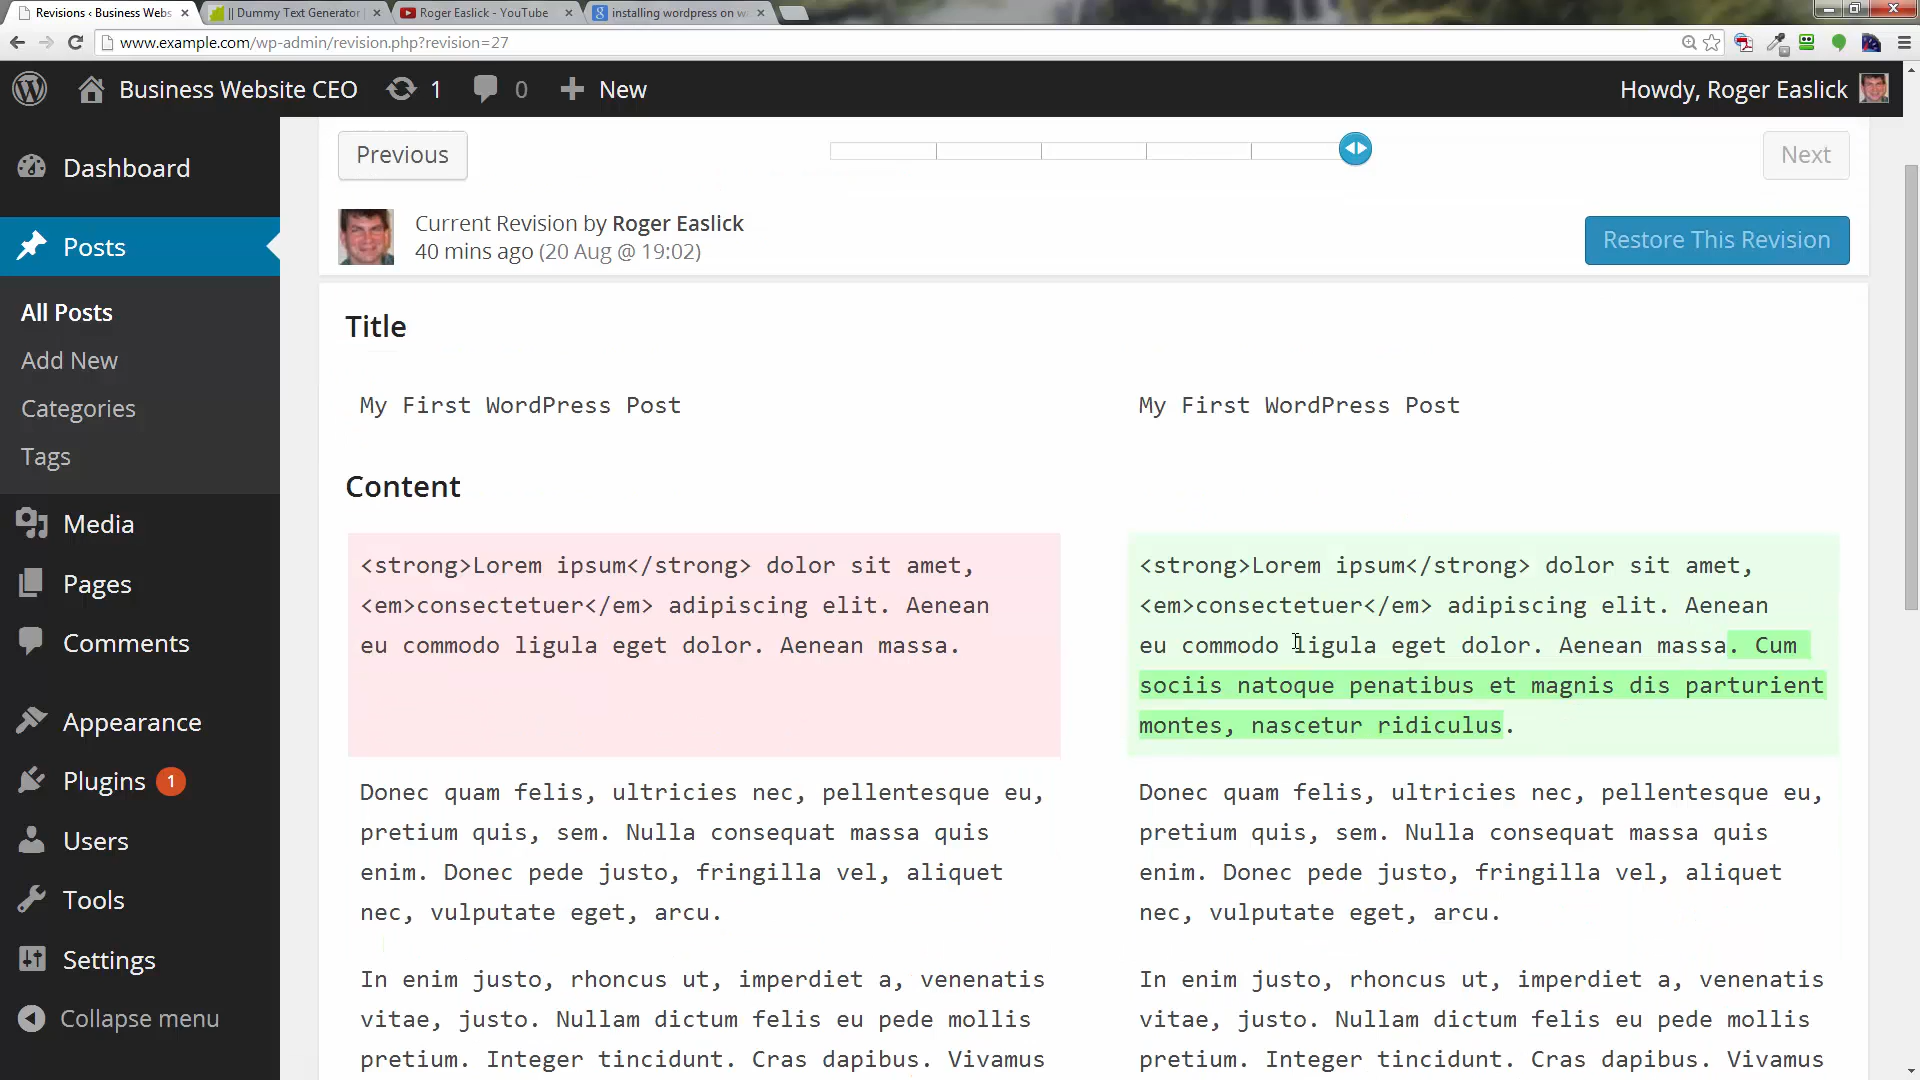 Revisions ‹ Business Webs
|| Dummy Text Generator |
Roger Easlick - YouTube
installing wordpress on w
www.example.com/wp-admin/revision.php?revision=27
Business Website CEO 1 0 New
Howdy, Roger Easlick
Dashboard
Posts
All Posts
Add New
Categories
Tags
Media
Pages
Comments
Appearance
Plugins 1
Users
Tools
Settings
Collapse menu
Previous
Next
Current Revision by Roger Easlick
40 mins ago (20 Aug @ 19:02)
Restore This Revision
Title
My First WordPress Post
My First WordPress Post
Content
<strong>Lorem ipsum</strong> dolor sit amet,
<em>consectetuer</em> adipiscing elit. Aenean
eu commodo ligula eget dolor. Aenean massa.
Donec quam felis, ultricies nec, pellentesque eu,
pretium quis, sem. Nulla consequat massa quis
enim. Donec pede justo, fringilla vel, aliquet
nec, vulputate eget, arcu.
In enim justo, rhoncus ut, imperdiet a, venenatis
vitae, justo. Nullam dictum felis eu pede mollis
pretium. Integer tincidunt. Cras dapibus. Vivamus
<strong>Lorem ipsum</strong> dolor sit amet,
<em>consectetuer</em> adipiscing elit. Aenean
eu commodo ligula eget dolor. Aenean massa. Cum
sociis natoque penatibus et magnis dis parturient
montes, nascetur ridiculus.
Donec quam felis, ultricies nec, pellentesque eu,
pretium quis, sem. Nulla consequat massa quis
enim. Donec pede justo, fringilla vel, aliquet
nec, vulputate eget, arcu.
In enim justo, rhoncus ut, imperdiet a, venenatis
vitae, justo. Nullam dictum felis eu pede mollis
pretium. Integer tincidunt. Cras dapibus. Vivamus